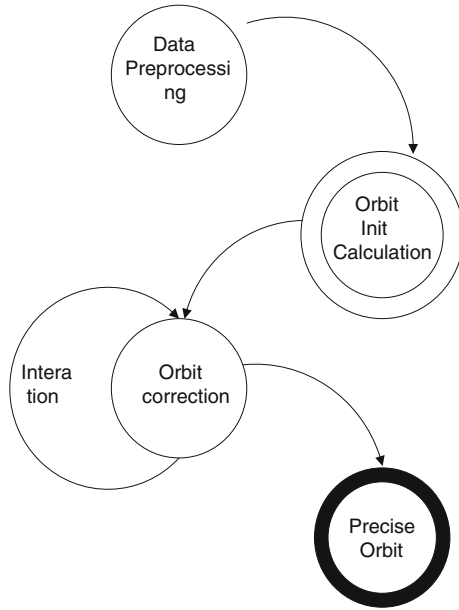 Data
Preprocessi
ng
Orbit
Init
Calculation
Intera
tion
Orbit
correction
Precise
Orbit